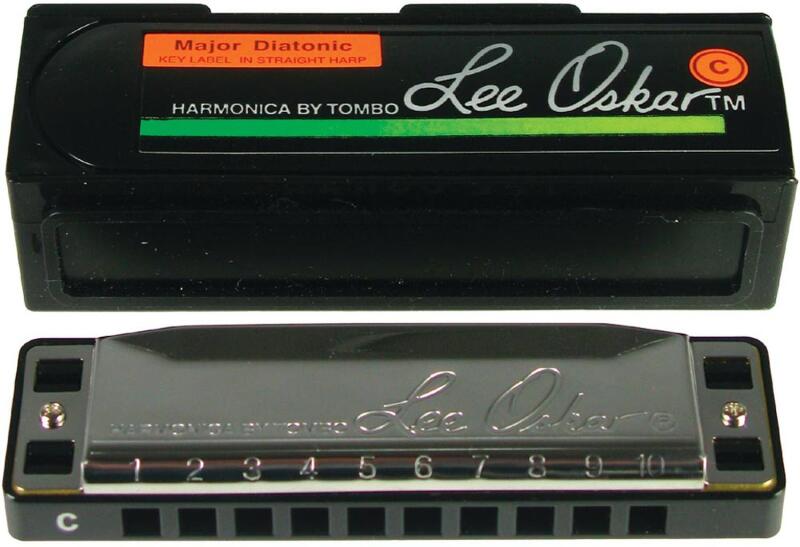 Major Diatonic
KEY LABEL IN STRAIGHT HARP
C
HARMONICA BY TOMBO Lee Oskar TM
HARMONICA BY TOMBO Lee Oskar ®
1 2 3 4 5 6 7 8 9 10
C